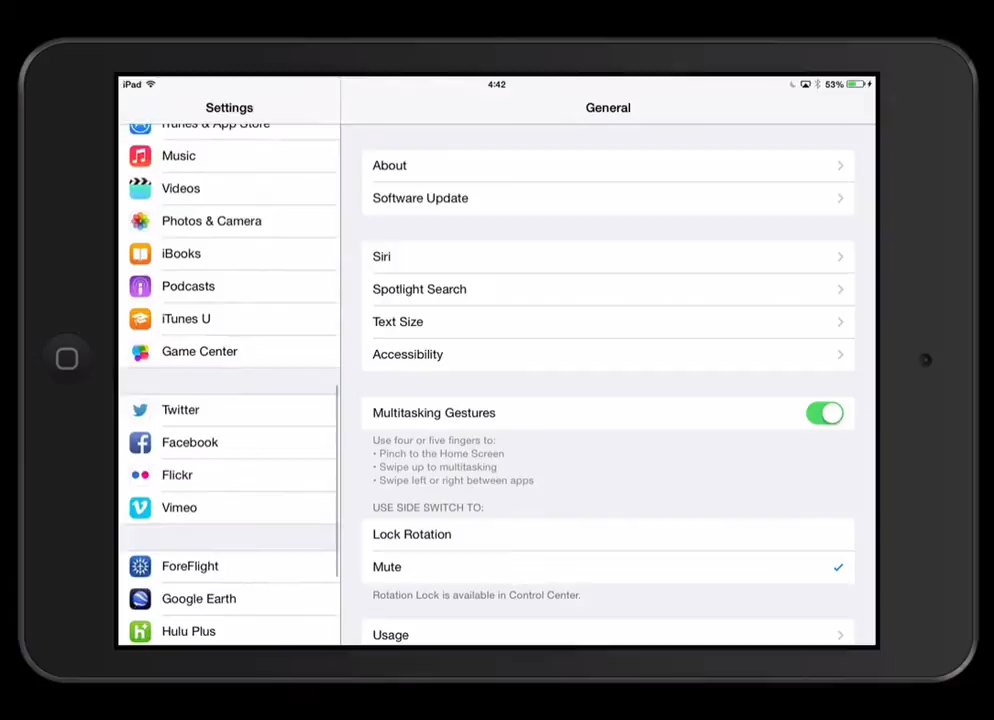 iPad
4:42
53%
Settings
General
iTunes & App Store
Music
Videos
Photos & Camera
iBooks
Podcasts
iTunes U
Game Center
Twitter
Facebook
Flickr
Vimeo
ForeFlight
Google Earth
Hulu Plus
About
Software Update
Siri
Spotlight Search
Text Size
Accessibility
Multitasking Gestures
Use four or five fingers to:
• Pinch to the Home Screen
• Swipe up to multitasking
• Swipe left or right between apps
USE SIDE SWITCH TO:
Lock Rotation
Mute
Rotation Lock is available in Control Center.
Usage